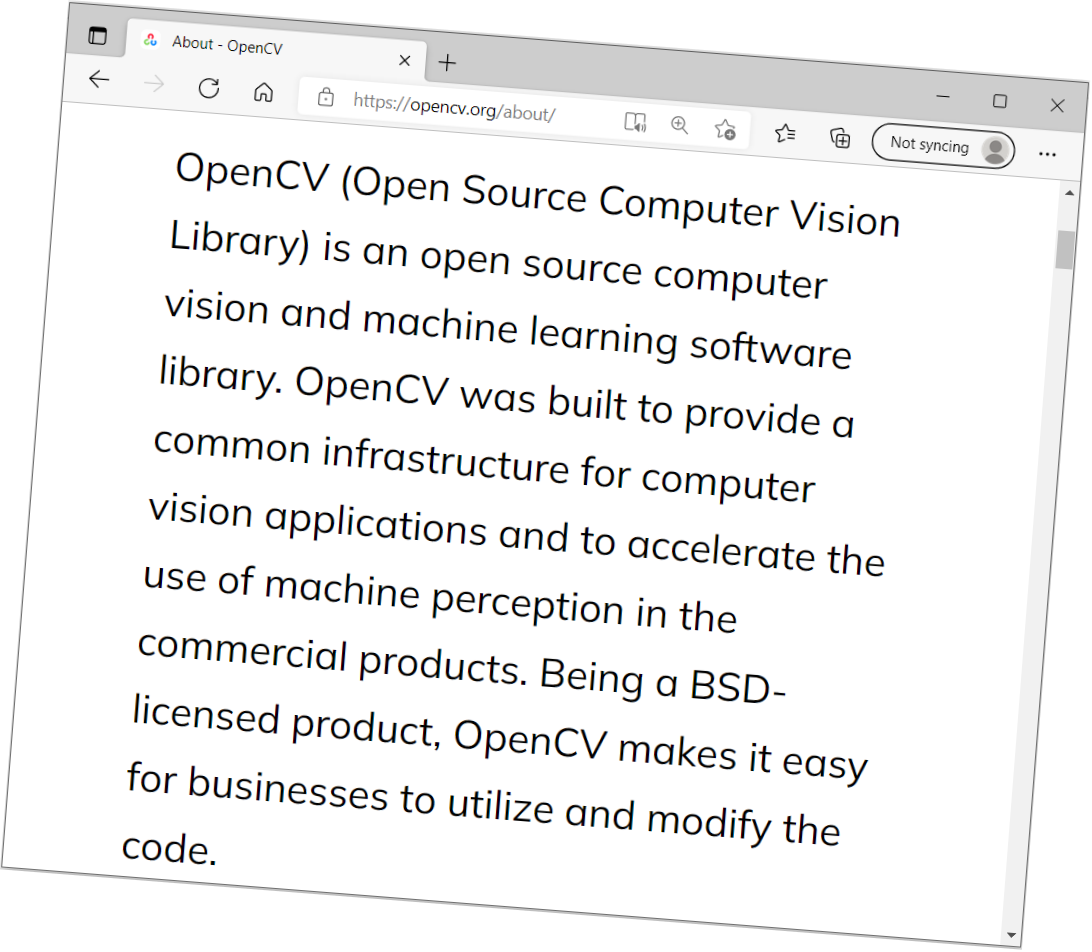 About - OpenCV
https://opencv.org/about/
Not syncing
OpenCV (Open Source Computer Vision
Library) is an open source computer
vision and machine learning software
library. OpenCV was built to provide a
common infrastructure for computer
vision applications and to accelerate the
use of machine perception in the
commercial products. Being a BSD-
licensed product, OpenCV makes it easy
for businesses to utilize and modify the
code.